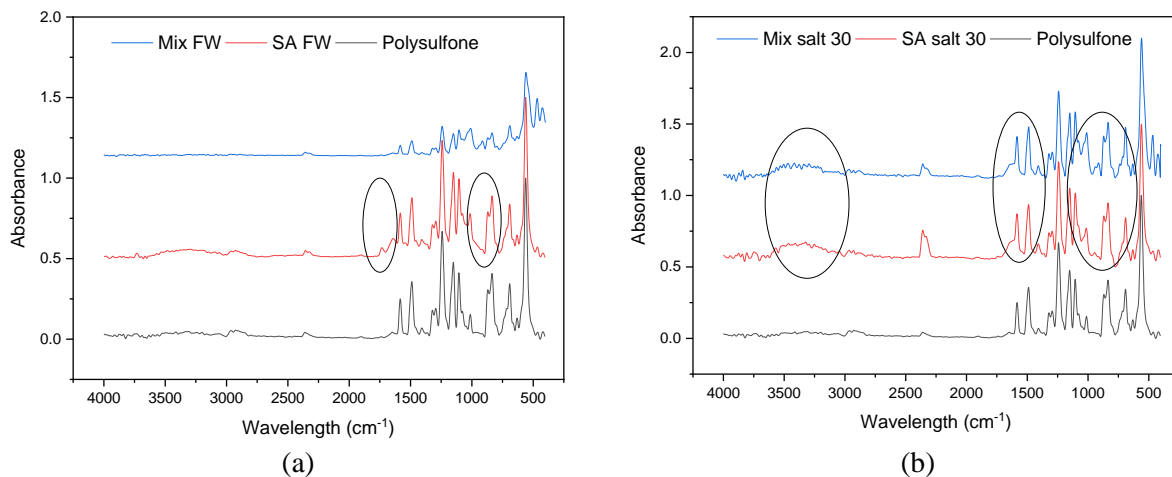 Mix FW SA FW Polysulfone
2.0
1.5
1.0
0.5
0.0
Absorbance
4000 3500 3000 2500 2000 1500 1000 500
Wavelength (cm-1)
(a)
Mix salt 30 SA salt 30 Polysulfone
2.0
1.5
1.0
0.5
0.0
Absorbance
4000 3500 3000 2500 2000 1500 1000 500
Wavelength (cm-1)
(b)